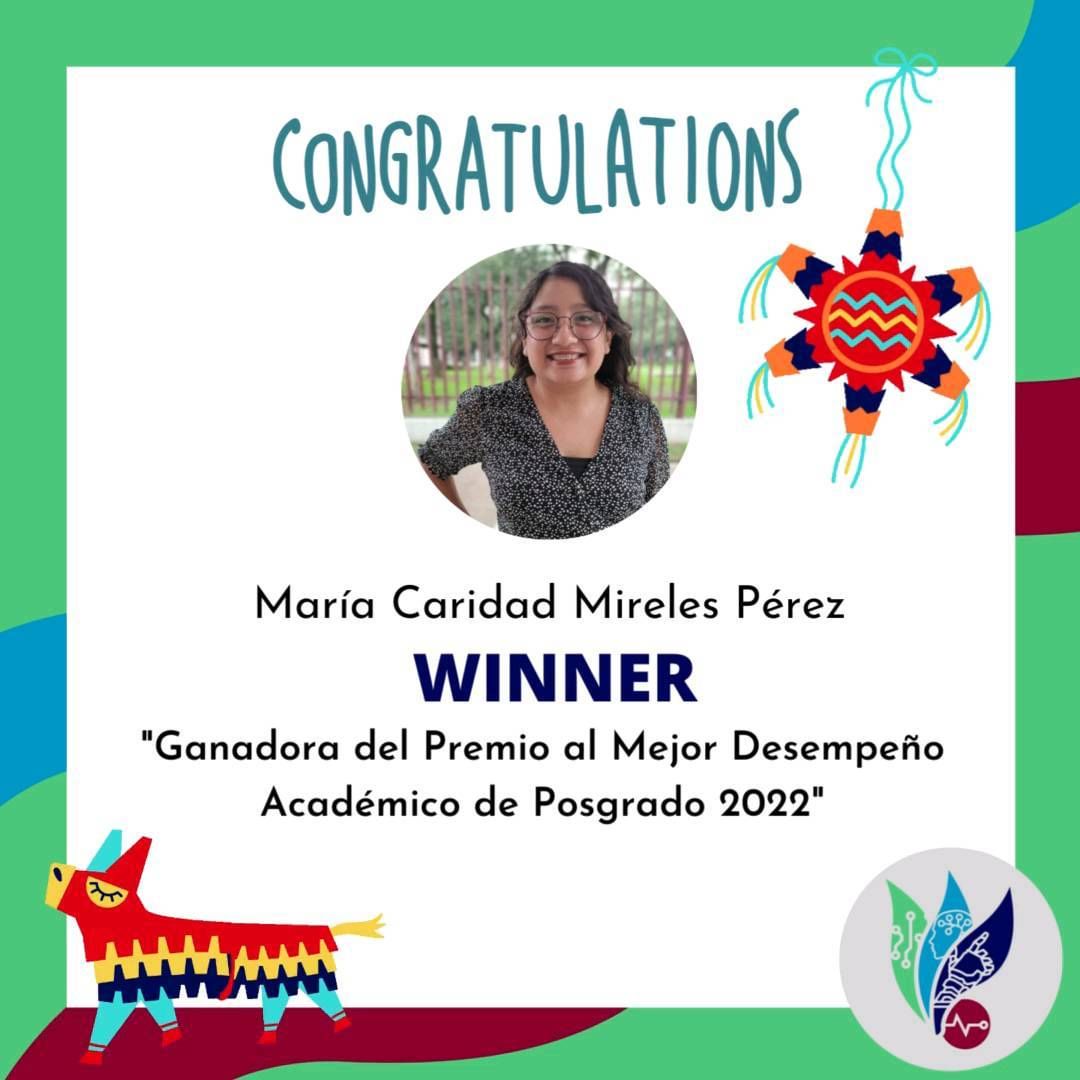 CONGRATULATIONS
María Caridad Mireles Pérez
WINNER
"Ganadora del Premio al Mejor Desempeño
Académico de Posgrado 2022"